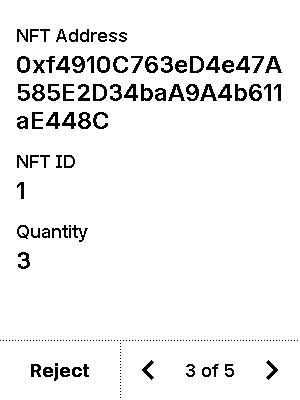 NFT Address
0xf4910C763eD4e47A
585E2D34baA9A4b611
aE448C
NFT ID
1
Quantity
3
Reject
3 of 5